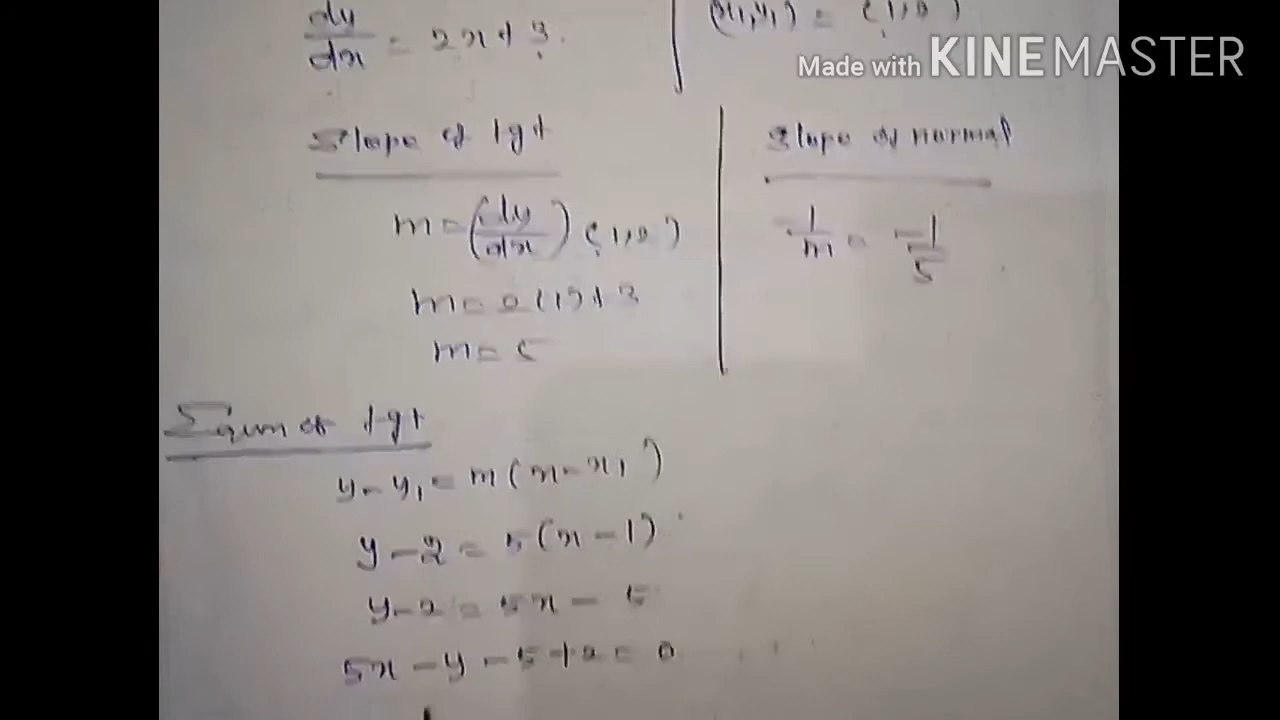 dy/dx = 2x + 3.
(x₁,y₁) = (1,2)
Made with KINEMASTER
Slope of tgt
m = (dy/dx) (1,2)
m = 2(1)+3
m = 5
Slope of normal
-1/m = -1/5
Equn of tgt
y - y₁ = m(x - x₁)
y - 2 = 5(x - 1)
y - 2 = 5x - 5
5x - y - 5 + 2 = 0